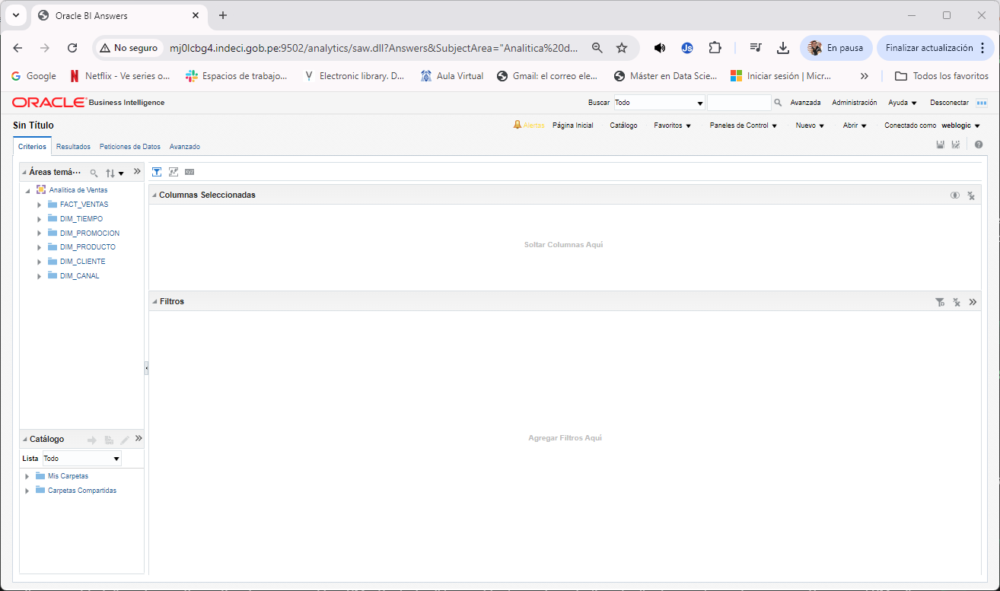 Oracle BI Answers
No seguro mj0lcbg4.indeci.gob.pe:9502/analytics/saw.dll?Answers&SubjectArea="Analitica%20d... Js En pausa Finalizar actualización
Google Netflix - Ve series o... Espacios de trabajo... V Electronic library. D... Aula Virtual Gmail: el correo ele... Máster en Data Scie... Iniciar sesión | Micr... Todos los favoritos
ORACLE Business Intelligence Buscar Todo Avanzada Administración Ayuda Desconectar
Sin Título Alertas Página Inicial Catálogo Favoritos Paneles de Control Nuevo Abrir Conectado como weblogic
Criterios Resultados Peticiones de Datos Avanzado
Áreas temá...
Analitica de Ventas
FACT_VENTAS
DIM_TIEMPO
DIM_PROMOCION
DIM_PRODUCTO
DIM_CLIENTE
DIM_CANAL
Catálogo
Lista Todo
Mis Carpetas
Carpetas Compartidas
Columnas Seleccionadas
Soltar Columnas Aquì
Filtros
Agregar Filtros Aquì